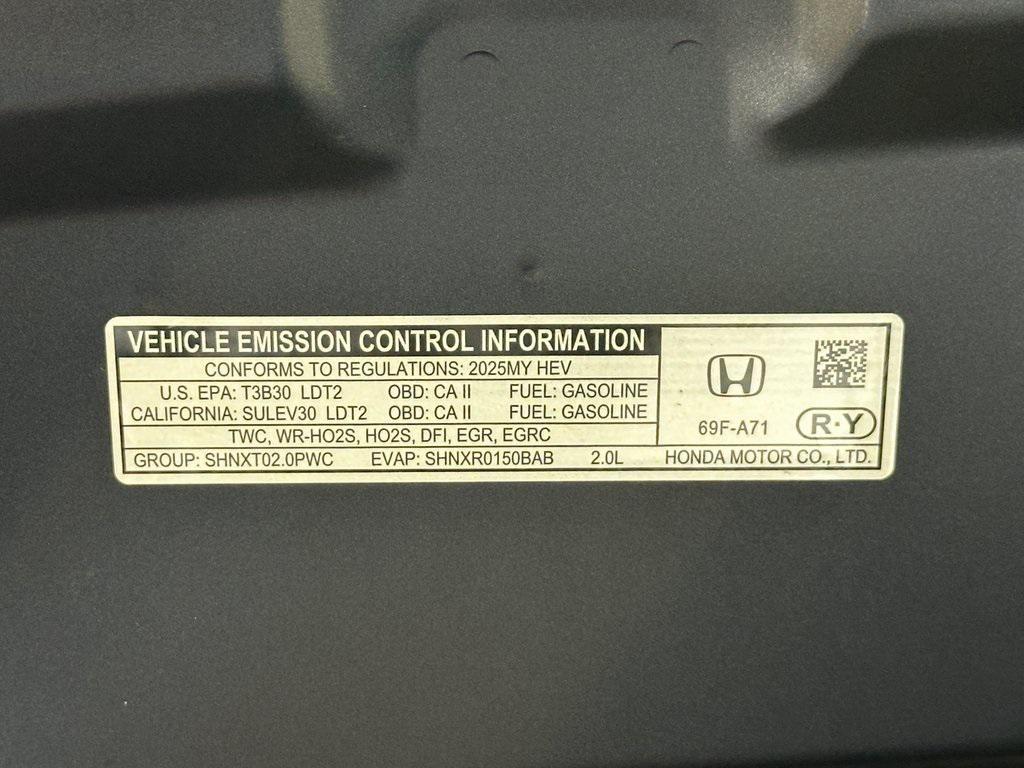 VEHICLE EMISSION CONTROL INFORMATION
CONFORMS TO REGULATIONS: 2025MY HEV
U.S. EPA: T3B30 LDT2 OBD: CA II FUEL: GASOLINE
CALIFORNIA: SULEV30 LDT2 OBD: CA II FUEL: GASOLINE
TWC, WR-HO2S, HO2S, DFI, EGR, EGRC
GROUP: SHNXT02.0PWC EVAP: SHNXR0150BAB 2.0L
69F-A71 R·Y
HONDA MOTOR CO., LTD.